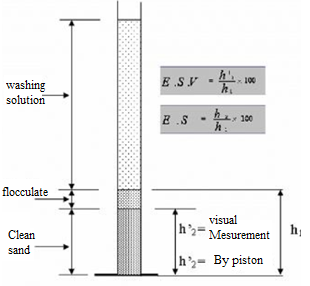 washing
solution
E.S.V = h'₁/h₁ × 100
E.S = h₂/h₁ × 100
flocculate
Clean
sand
h'₂= visual
Mesurement
h'₂= By piston
h₁